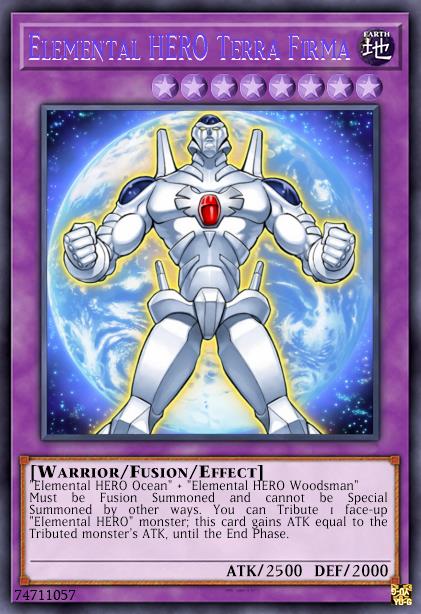 Elemental HERO Terra Firma
EARTH
地
[Warrior/Fusion/Effect]
"Elemental HERO Ocean" + "Elemental HERO Woodsman"
Must be Fusion Summoned and cannot be Special
Summoned by other ways. You can Tribute 1 face-up
"Elemental HERO" monster; this card gains ATK equal to the
Tributed monster's ATK, until the End Phase.
ATK/2500 DEF/2000
74711057